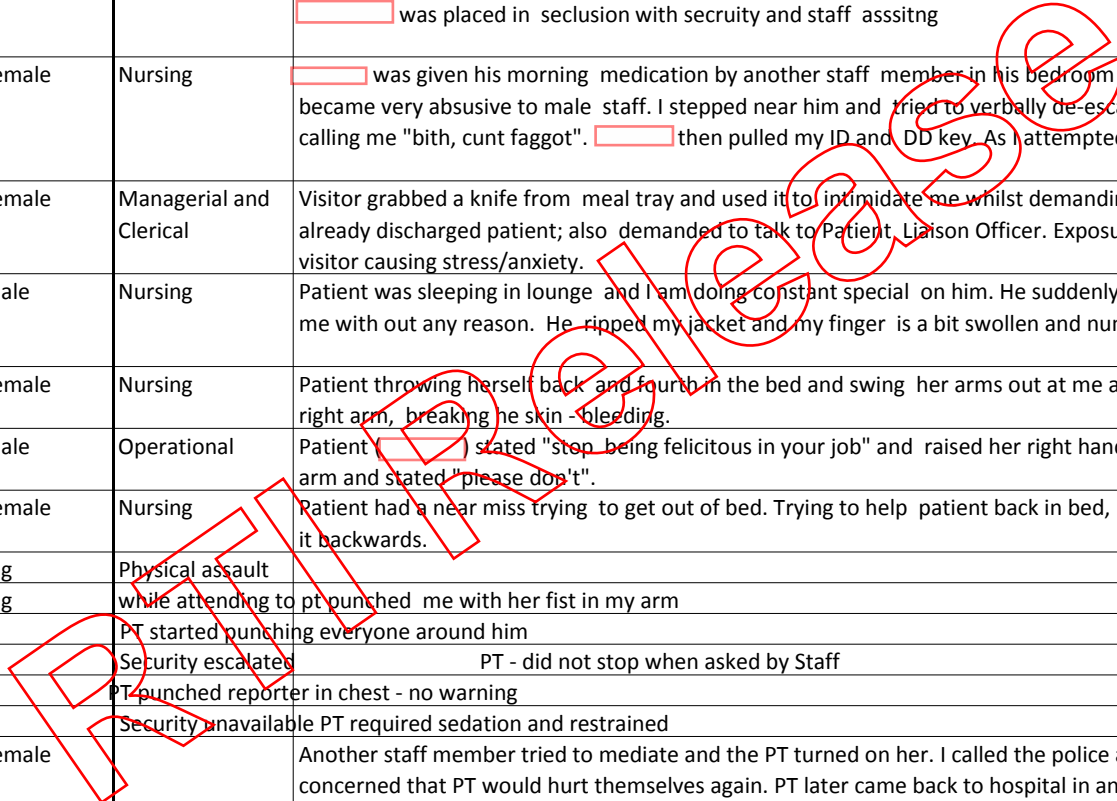 was placed in seclusion with secruity and staff asssitng
emale Nursing was given his morning medication by another staff member in his bedroom
became very absusive to male staff. I stepped near him and tried to verbally de-esca
calling me "bith, cunt faggot". then pulled my ID and DD key. As I attempted
emale Managerial and Visitor grabbed a knife from meal tray and used it to intimidate me whilst demandin
Clerical already discharged patient; also demanded to talk to Patient Liaison Officer. Exposu
visitor causing stress/anxiety.
ale Nursing Patient was sleeping in lounge and I am doing constant special on him. He suddenly
me with out any reason. He ripped my jacket and my finger is a bit swollen and num
emale Nursing Patient throwing herself back and fourth in the bed and swing her arms out at me a
right arm, breaking he skin - bleeding.
ale Operational Patient ( ) stated "stop being felicitous in your job" and raised her right hand
arm and stated "please don't".
emale Nursing Patient had a near miss trying to get out of bed. Trying to help patient back in bed,
it backwards.
g Physical assault
g while attending to pt punched me with her fist in my arm
PT started punching everyone around him
Security escalated PT - did not stop when asked by Staff
PT punched reporter in chest - no warning
Security unavailable PT required sedation and restrained
emale Another staff member tried to mediate and the PT turned on her. I called the police a
concerned that PT would hurt themselves again. PT later came back to hospital in an
RTI Release